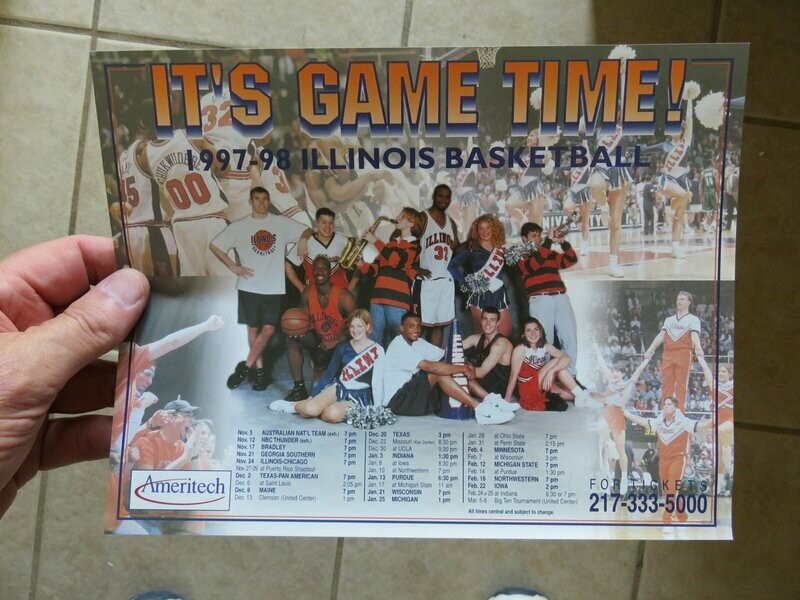 IT'S GAME TIME!
1997-98 ILLINOIS BASKETBALL
32
00
ILLINOIS
BASKETBALL
ILLINOIS
31
ILLINI
Nov. 5 AUSTRALIAN NAT'L TEAM (exh.) 7 pm
Nov. 12 NBC THUNDER (exh.) 7 pm
Nov. 17 BRADLEY 7 pm
Nov. 21 GEORGIA SOUTHERN 7 pm
Nov. 24 ILLINOIS-CHICAGO 7 pm
Nov. 27-29 at Puerto Rico Shootout
Dec. 2 TEXAS-PAN AMERICAN 7 pm
Dec. 6 at Saint Louis 2:05 pm
Dec. 8 MAINE 7 pm
Dec. 13 Clemson (United Center) 1 pm
Dec. 20 TEXAS 3 pm
Dec. 23 Missouri 8:30 pm
Dec. 30 at UCLA 9:30 pm
Jan. 3 INDIANA 1:30 pm
Jan. 8 at Iowa 8:30 pm
Jan. 10 at Northwestern 7 pm
Jan. 13 PURDUE 6:30 pm
Jan. 17 at Michigan State 11 am
Jan. 21 WISCONSIN 7 pm
Jan. 25 MICHIGAN 1 pm
Jan. 28 at Ohio State 7 pm
Jan. 31 at Penn State 2:15 pm
Feb. 4 MINNESOTA 7 pm
Feb. 7 at Wisconsin 3 pm
Feb. 12 MICHIGAN STATE 7 pm
Feb. 14 at Purdue 1:30 pm
Feb. 18 NORTHWESTERN 7 pm
Feb. 22 IOWA 2 pm
Feb. 24 or 25 at Indiana 6:30 or 7 pm
Mar. 5-8 Big Ten Tournament (United Center)
All times central and subject to change.
Ameritech
FOR TICKETS
217-333-5000